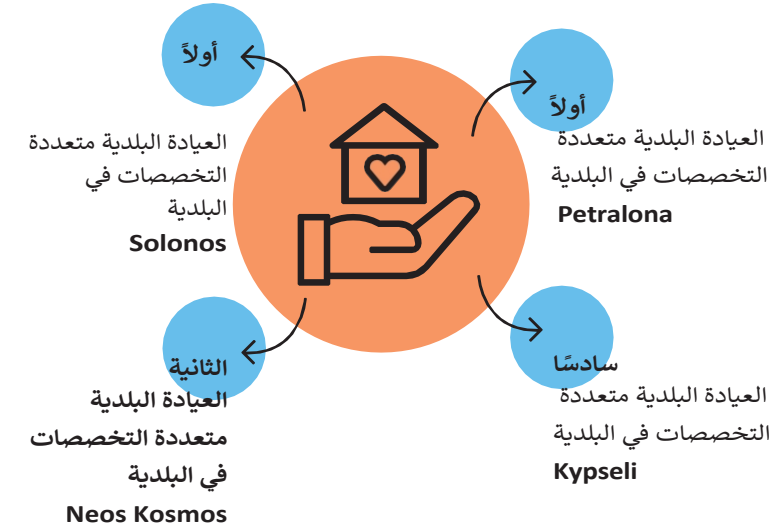 أولاً
العيادة البلدية متعددة
التخصصات في البلدية
Petralona
أولاً
العيادة البلدية متعددة
التخصصات في
البلدية
Solonos
سادسًا
العيادة البلدية متعددة
التخصصات في البلدية
Kypseli
الثانية
العيادة البلدية
متعددة التخصصات
في البلدية
Neos Kosmos